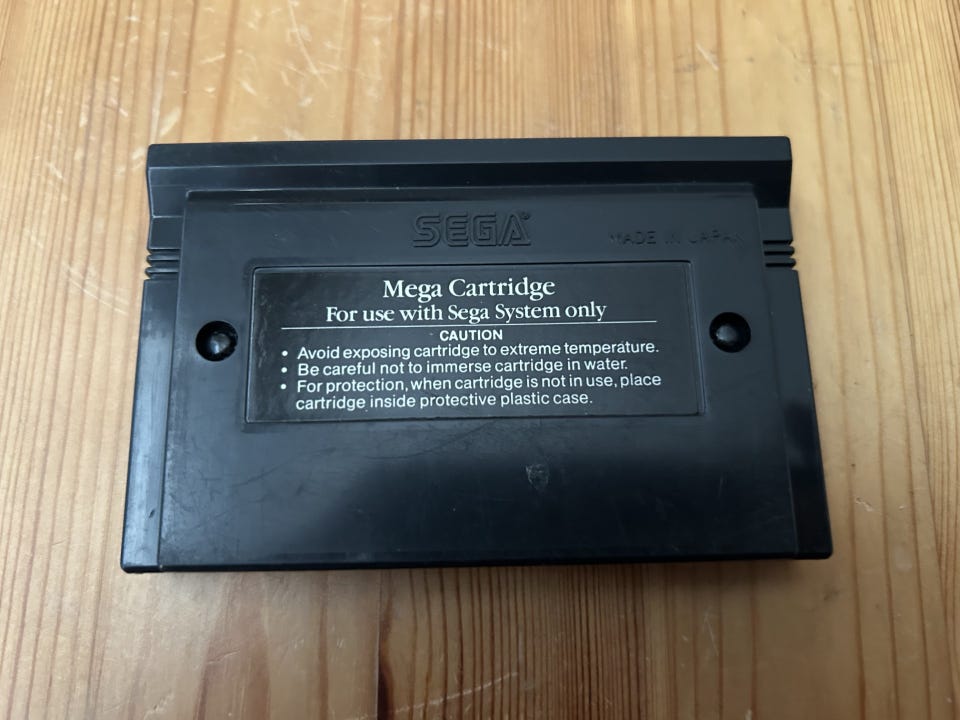 SEGA®
MADE IN JAPAN
Mega Cartridge
For use with Sega System only
CAUTION
• Avoid exposing cartridge to extreme temperature.
• Be careful not to immerse cartridge in water.
• For protection, when cartridge is not in use, place
cartridge inside protective plastic case.